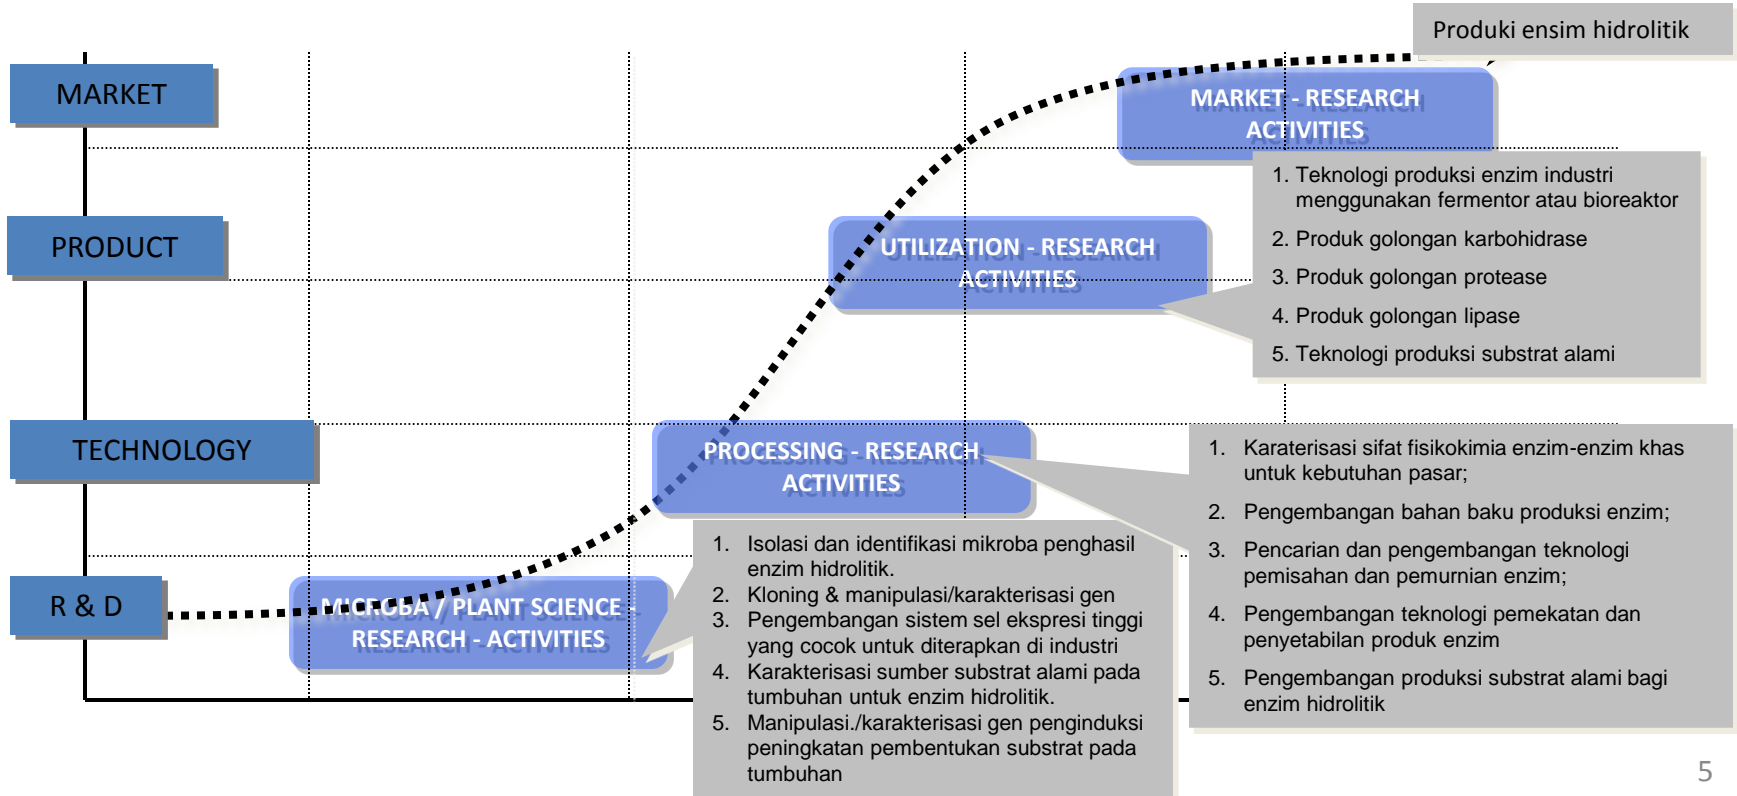 Produki ensim hidrolitik
MARKET
MARKET - RESEARCH
ACTIVITIES
1. Teknologi produksi enzim industri
menggunakan fermentor atau bioreaktor
2. Produk golongan karbohidrase
3. Produk golongan protease
4. Produk golongan lipase
5. Teknologi produksi substrat alami
PRODUCT
UTILIZATION - RESEARCH
ACTIVITIES
TECHNOLOGY
PROCESSING - RESEARCH
ACTIVITIES
1. Karaterisasi sifat fisikokimia enzim-enzim khas
untuk kebutuhan pasar;
2. Pengembangan bahan baku produksi enzim;
3. Pencarian dan pengembangan teknologi
pemisahan dan pemurnian enzim;
4. Pengembangan teknologi pemekatan dan
penyetabilan produk enzim
5. Pengembangan produksi substrat alami bagi
enzim hidrolitik
R & D
MICROBA / PLANT SCIENCE -
RESEARCH - ACTIVITIES
1. Isolasi dan identifikasi mikroba penghasil
enzim hidrolitik.
2. Kloning & manipulasi/karakterisasi gen
3. Pengembangan sistem sel ekspresi tinggi
yang cocok untuk diterapkan di industri
4. Karakterisasi sumber substrat alami pada
tumbuhan untuk enzim hidrolitik.
5. Manipulasi./karakterisasi gen penginduksi
peningkatan pembentukan substrat pada
tumbuhan
5